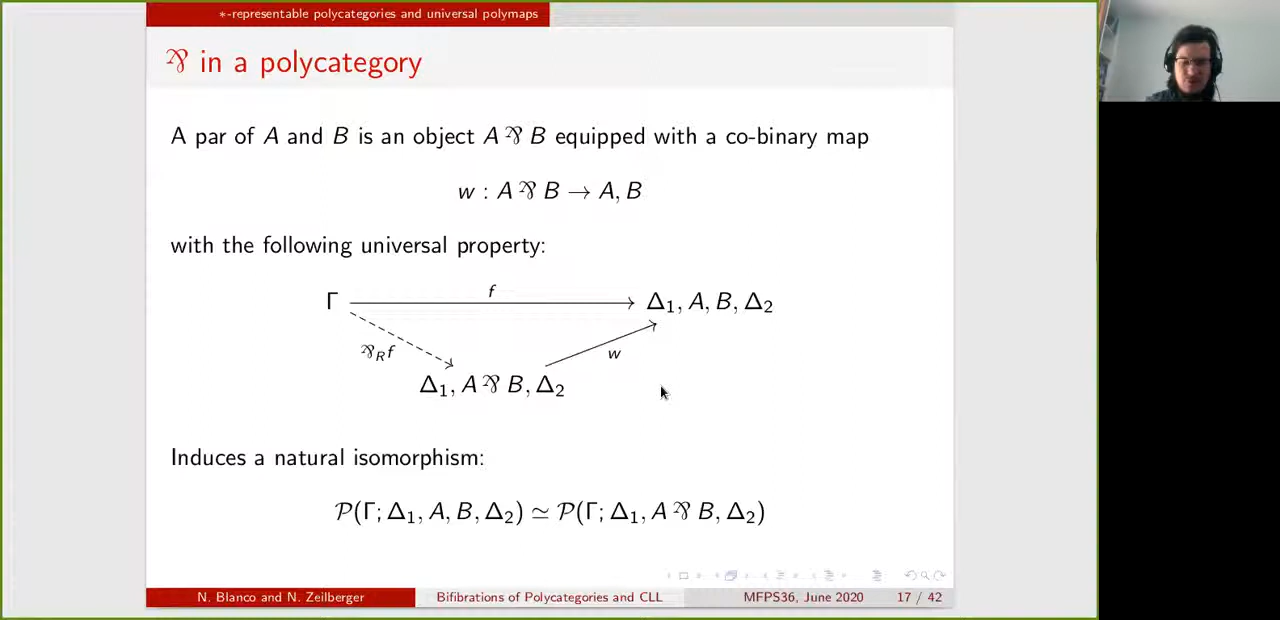 *-representable polycategories and universal polymaps
⅋ in a polycategory
A par of A and B is an object A ⅋ B equipped with a co-binary map
w : A ⅋ B → A, B
with the following universal property:
f
Γ
Δ₁, A, B, Δ₂
⅋_R f
w
Δ₁, A ⅋ B, Δ₂
Induces a natural isomorphism:
𝒫(Γ; Δ₁, A, B, Δ₂) ≃ 𝒫(Γ; Δ₁, A ⅋ B, Δ₂)
N. Blanco and N. Zeilberger Bifibrations of Polycategories and CLL MFPS36, June 2020 17 / 42